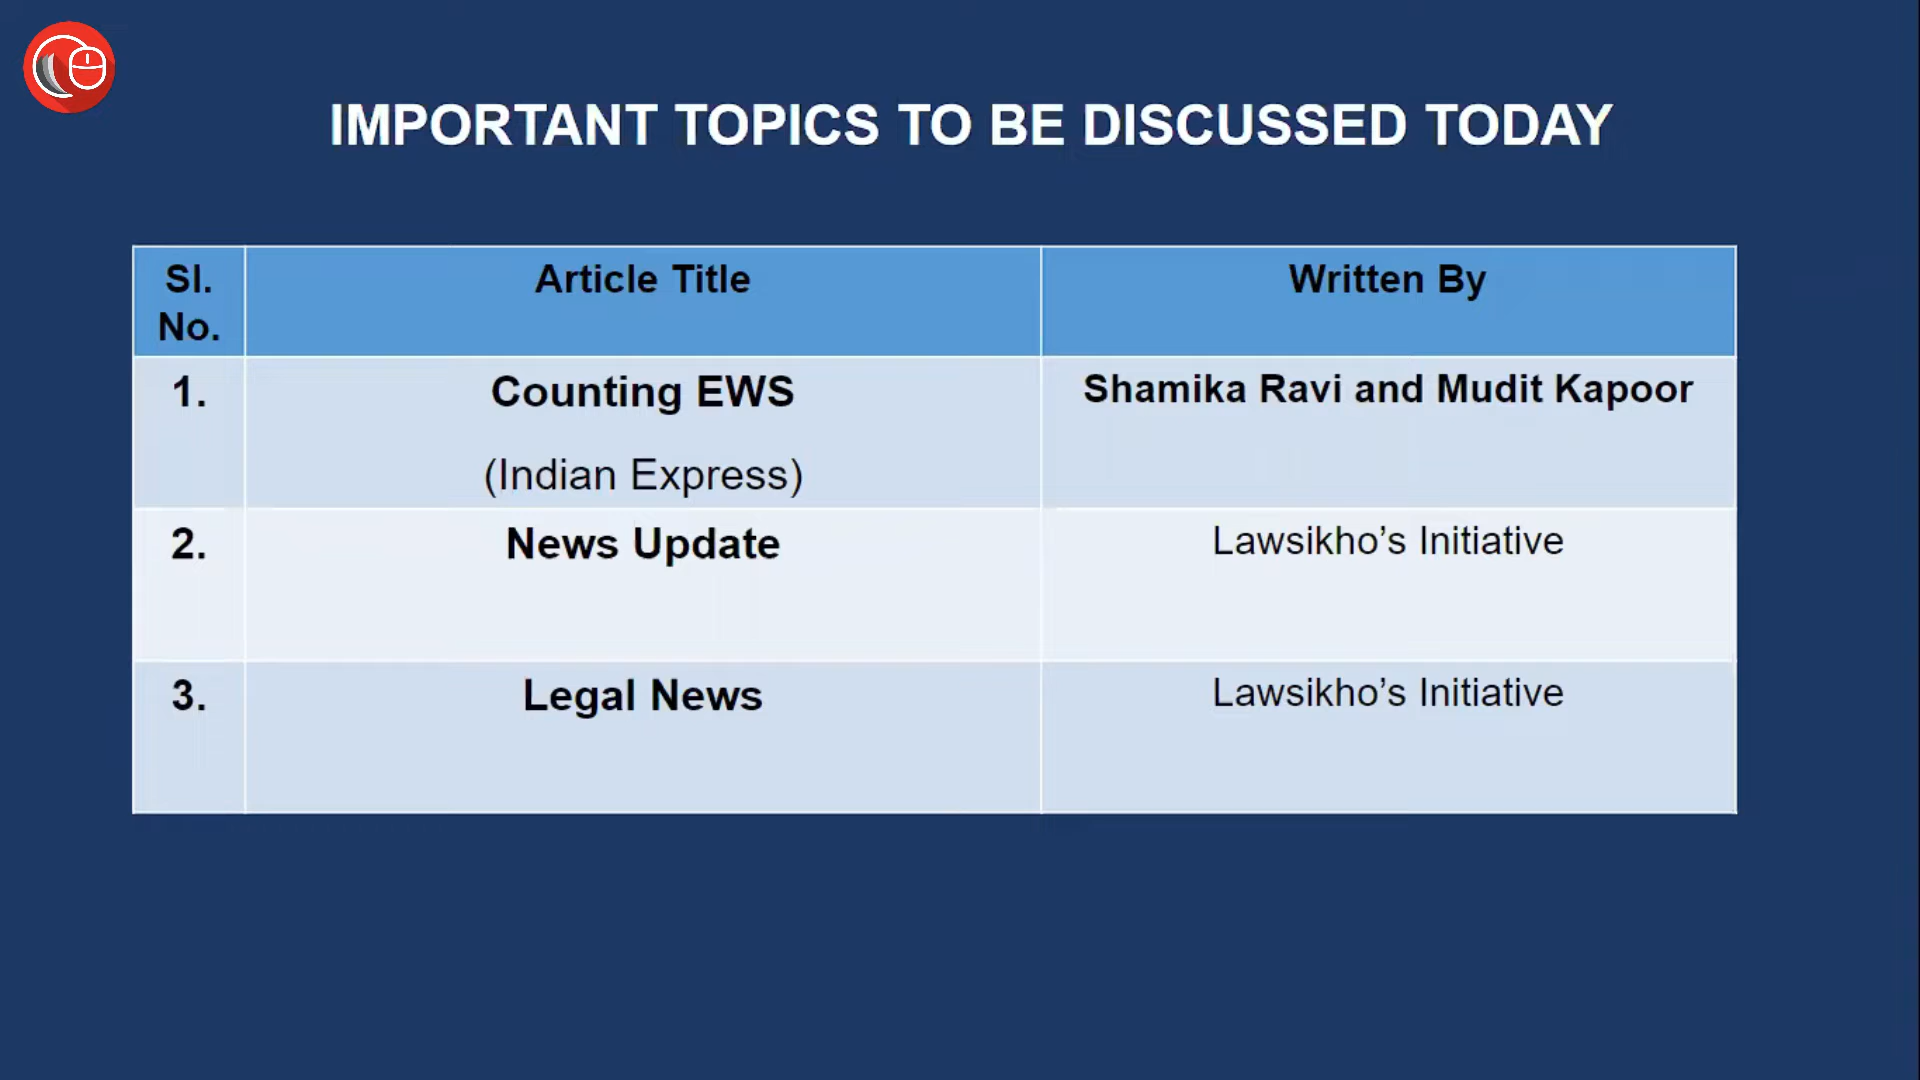 IMPORTANT TOPICS TO BE DISCUSSED TODAY
Sl. No.
Article Title
Written By
1.
Counting EWS
(Indian Express)
Shamika Ravi and Mudit Kapoor
2.
News Update
Lawsikho’s Initiative
3.
Legal News
Lawsikho’s Initiative